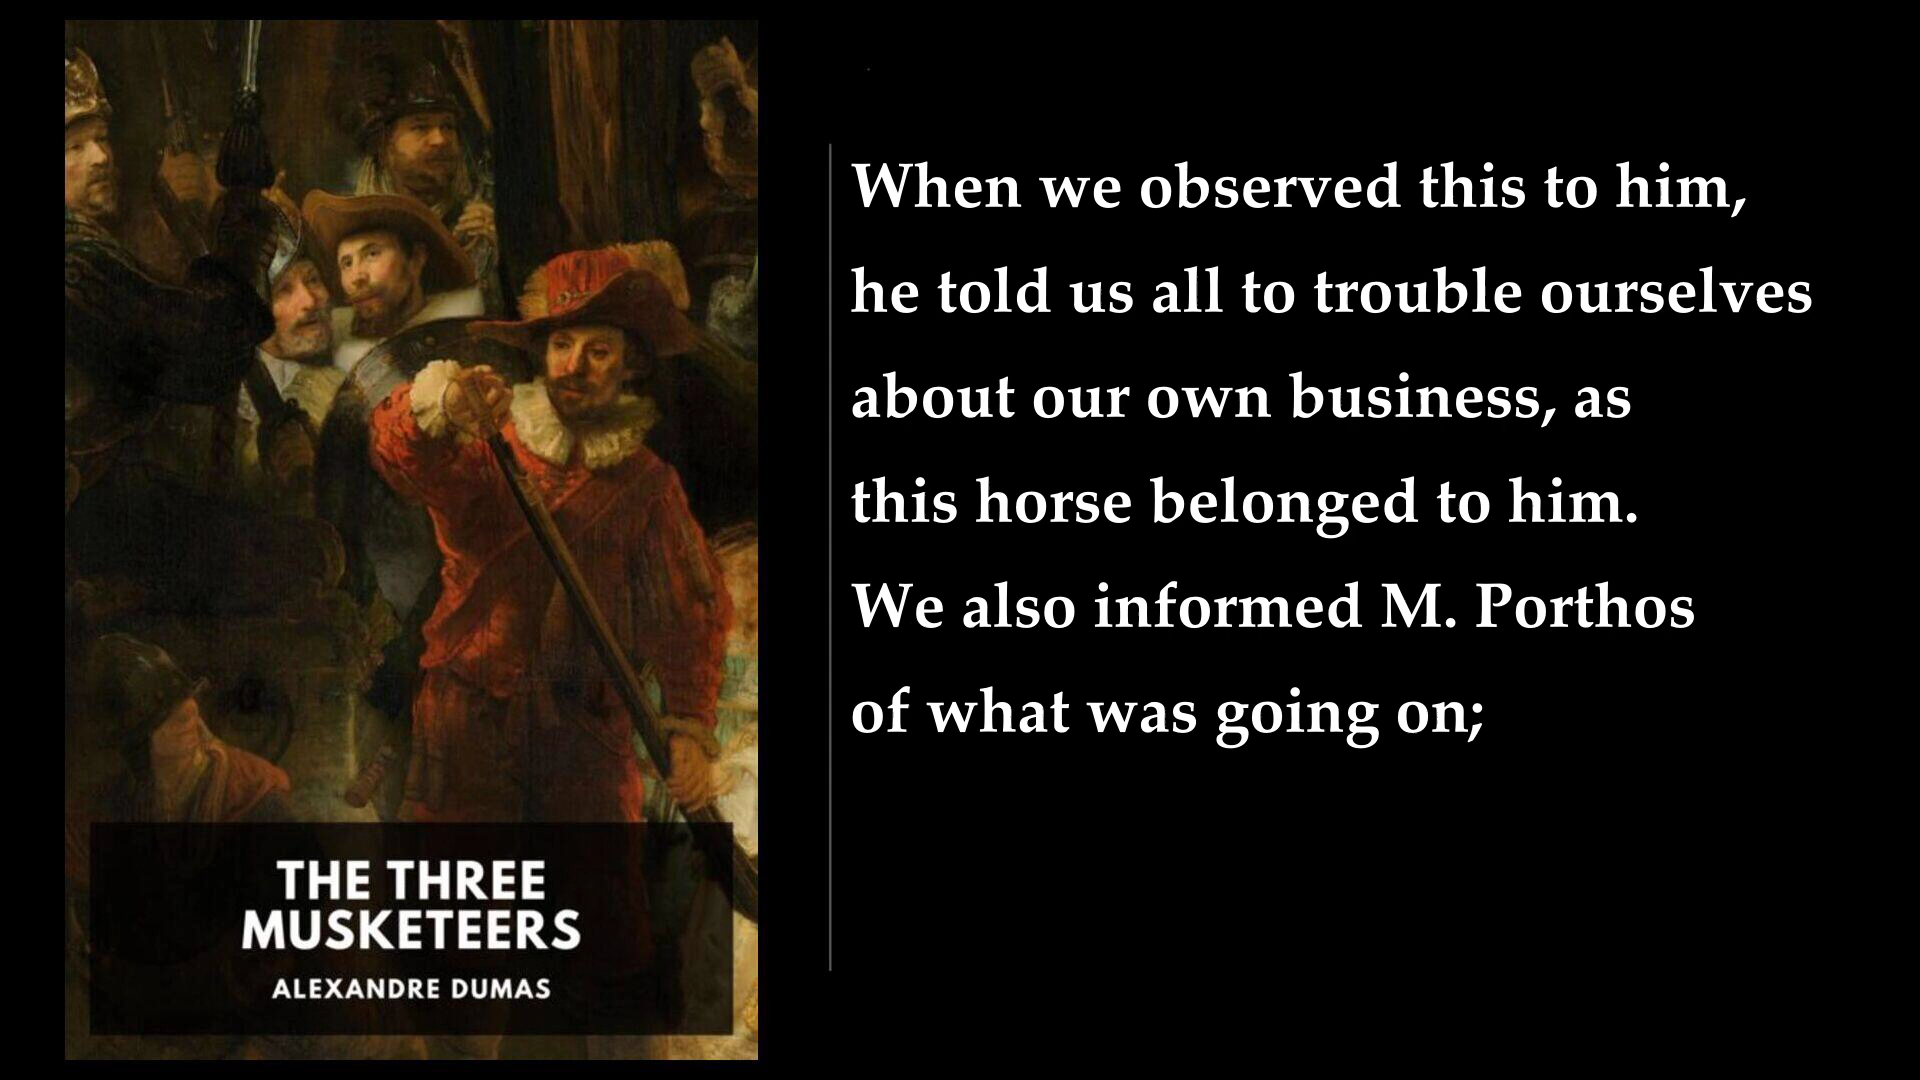 THE THREE
MUSKETEERS
ALEXANDRE DUMAS
When we observed this to him,
he told us all to trouble ourselves
about our own business, as
this horse belonged to him.
We also informed M. Porthos
of what was going on;